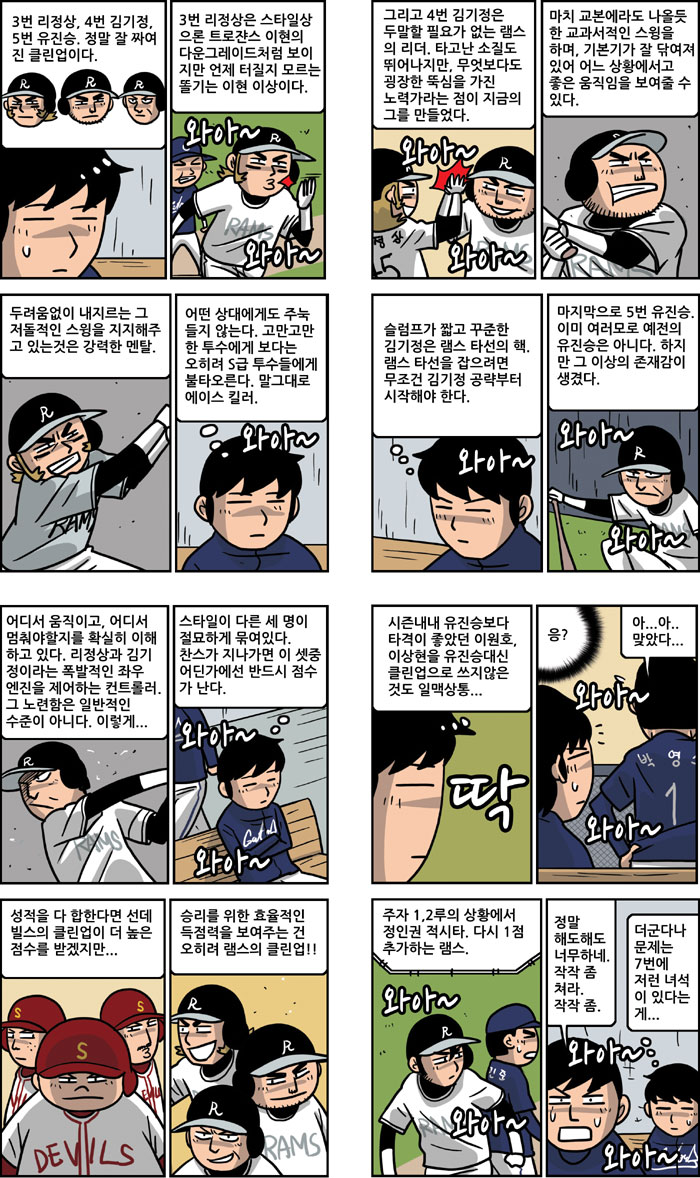 3번 리정상, 4번 김기정,
5번 유진승. 정말 잘 짜여
진 클린업이다.
R
R
R
3번 리정상은 스타일상
으론 트로쟌스 이현의
다운그레이드처럼 보이
지만 언제 터질지 모르는
똘기는 이현 이상이다.
와아~
R
RAMS
와아~
그리고 4번 김기정은
두말할 필요가 없는 램스
의 리더. 타고난 소질도
뛰어나지만, 무엇보다도
굉장한 뚝심을 가진
노력가라는 점이 지금의
그를 만들었다.
와아~
R
RAMS
와아~
마치 교본에라도 나올듯
한 교과서적인 스윙을
하며, 기본기가 잘 닦여져
있어 어느 상황에서고
좋은 움직임을 보여줄 수
있다.
RAMS
두려움없이 내지르는 그
저돌적인 스윙을 지지해주
고 있는것은 강력한 멘탈.
R
RAMS
어떤 상대에게도 주눅
들지 않는다. 고만고만
한 투수에게 보다는
오히려 S급 투수들에게
불타오른다. 말그대로
에이스 킬러.
와아~
슬럼프가 짧고 꾸준한
김기정은 램스 타선의 핵.
램스 타선을 잡으려면
무조건 김기정 공략부터
시작해야 한다.
와아~
마지막으로 5번 유진승.
이미 여러모로 예전의
유진승은 아니다. 하지
만 그 이상의 존재감이
생겼다.
와아~
R
RAMS
와아~
어디서 움직이고, 어디서
멈춰야할지를 확실히 이해
하고 있다. 리정상과 김기
정이라는 폭발적인 좌우
엔진을 제어하는 컨트롤러.
그 노련함은 일반적인
수준이 아니다. 이렇게...
R
RAMS
스타일이 다른 세 명이
절묘하게 묶여있다.
찬스가 지나가면 이 셋중
어딘가에선 반드시 점수
가 난다.
와아~
와아~
시즌내내 유진승보다
타격이 좋았던 이원호,
이상현을 유진승대신
클린업으로 쓰지않은
것도 일맥상통...
딱
응?
아...아..
맞았다...
와아~
박 영
1
와아~
성적을 다 합한다면 선데
빌스의 클린업이 더 높은
점수를 받겠지만...
S
S
S
DEVILS
승리를 위한 효율적인
득점력을 보여주는 건
오히려 램스의 클린업!!
R
R
R
RAMS
주자 1,2루의 상황에서
정인권 적시타. 다시 1점
추가하는 램스.
와아~
R
RAMS
와아~
정말
해도해도
너무하네.
작작 좀
쳐라.
작작 좀.
더군다나
문제는
7번에
저런 녀석
이 있다는
게...
와아~
와아~